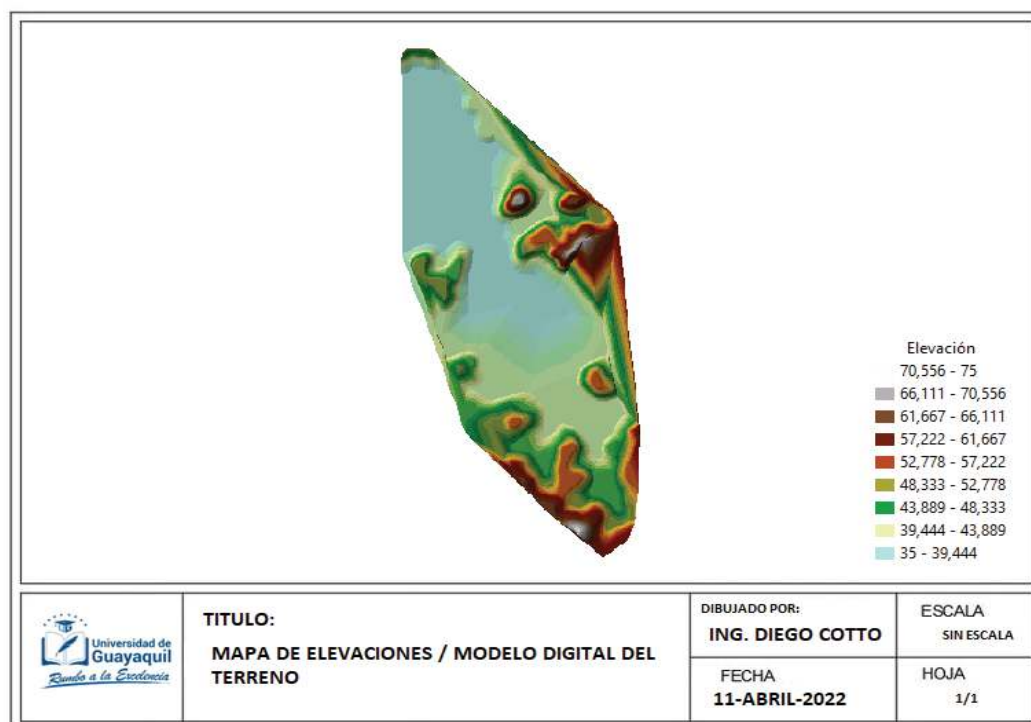 Elevación
70,556 - 75
66,111 - 70,556
61,667 - 66,111
57,222 - 61,667
52,778 - 57,222
48,333 - 52,778
43,889 - 48,333
39,444 - 43,889
35 - 39,444
Universidad de
Guayaquil
Rumbo a la Excelencia
TITULO:
MAPA DE ELEVACIONES / MODELO DIGITAL DEL
TERRENO
DIBUJADO POR:
ING. DIEGO COTTO
FECHA
11-ABRIL-2022
ESCALA
SIN ESCALA
HOJA
1/1